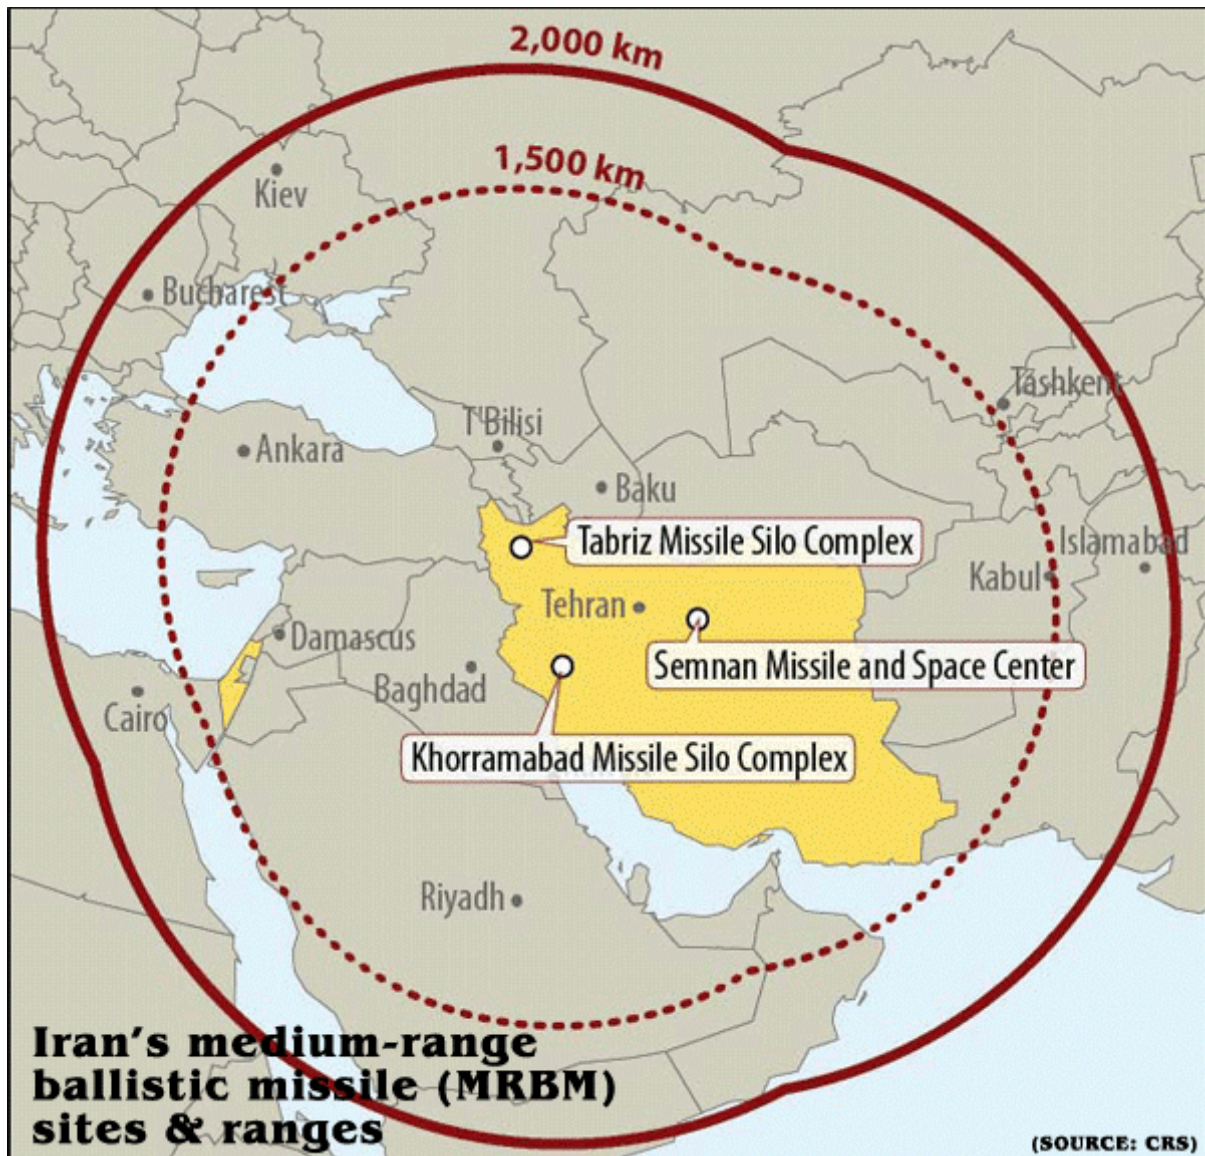 2,000 km
1,500 km
Kiev
Bucharest
Tashkent
T'Bilisi
Ankara
Baku
Tabriz Missile Silo Complex
Islamabad
Kabul
Tehran
Damascus
Semnan Missile and Space Center
Baghdad
Cairo
Khorramabad Missile Silo Complex
Riyadh
Iran's medium-range
ballistic missile (MRBM)
sites & ranges
(SOURCE: CRS)